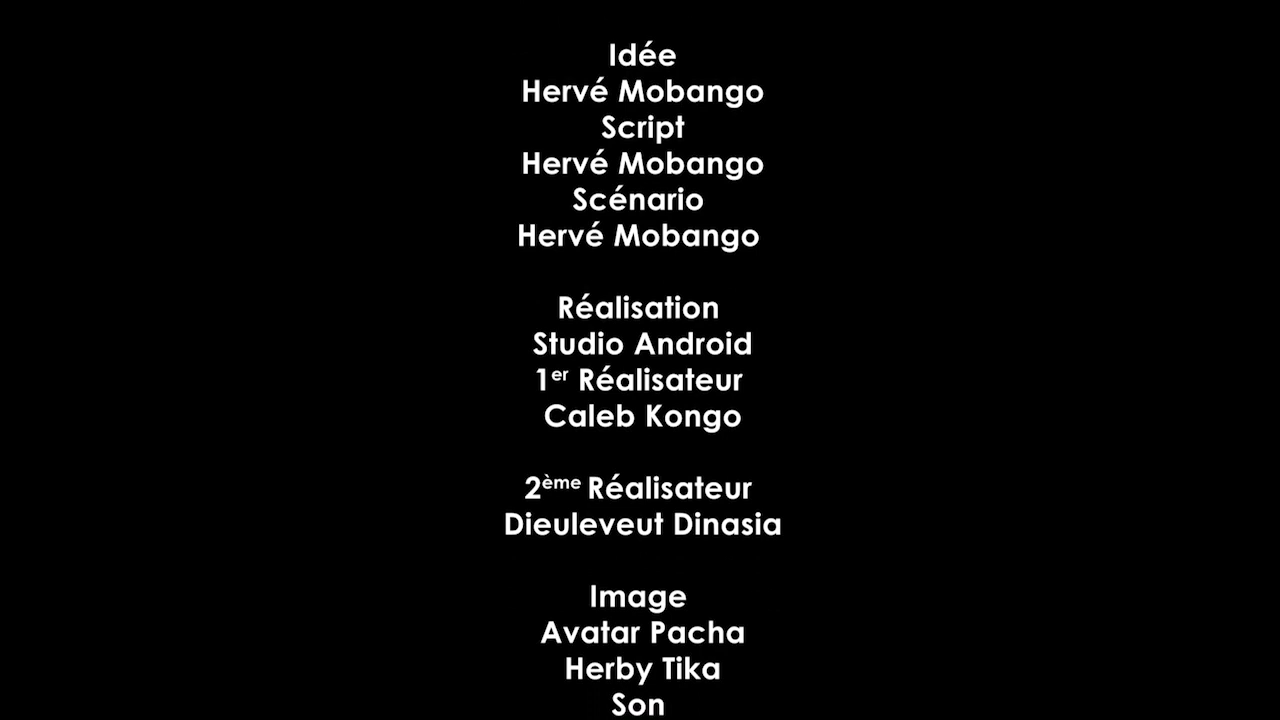 Idée
Hervé Mobango
Script
Hervé Mobango
Scénario
Hervé Mobango
Réalisation
Studio Android
1er Réalisateur
Caleb Kongo
2ème Réalisateur
Dieuleveut Dinasia
Image
Avatar Pacha
Herby Tika
Son